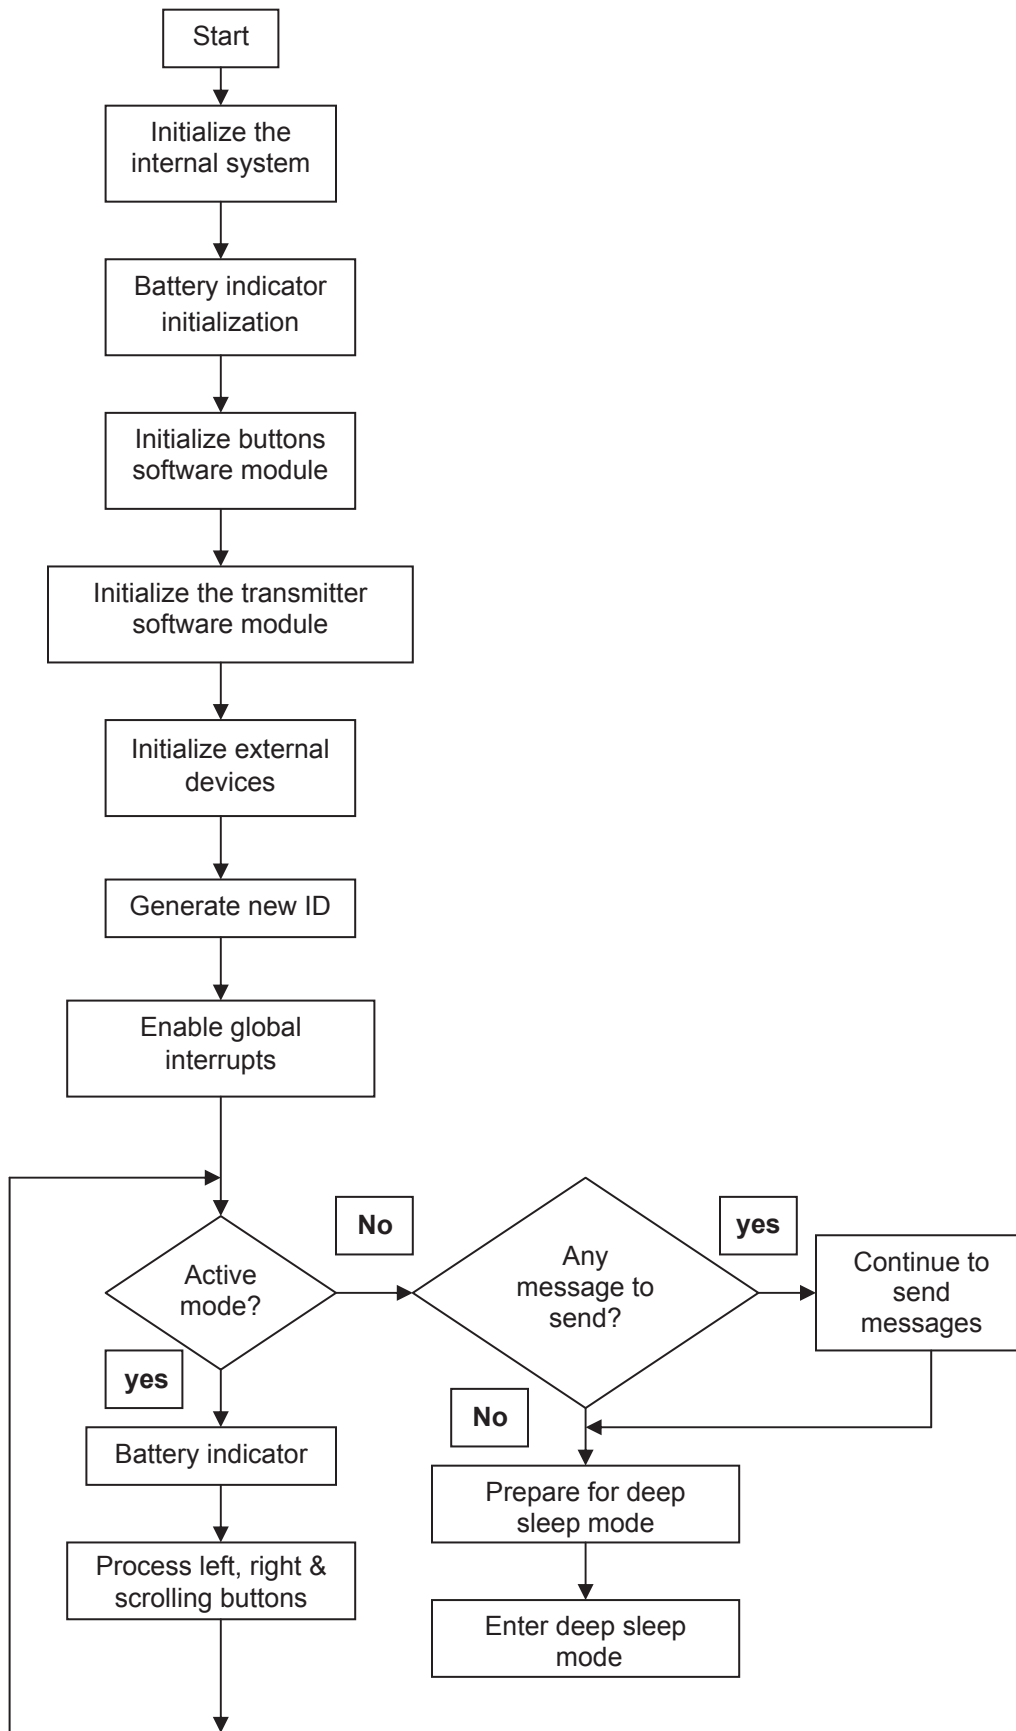 Start
Initialize the
internal system
Battery indicator
initialization
Initialize buttons
software module
Initialize the transmitter
software module
Initialize external
devices
Generate new ID
Enable global
interrupts
Active
mode?
No
Any
message to
send?
yes
Continue to
send
messages
yes
No
Battery indicator
Prepare for deep
sleep mode
Process left, right &
scrolling buttons
Enter deep sleep
mode